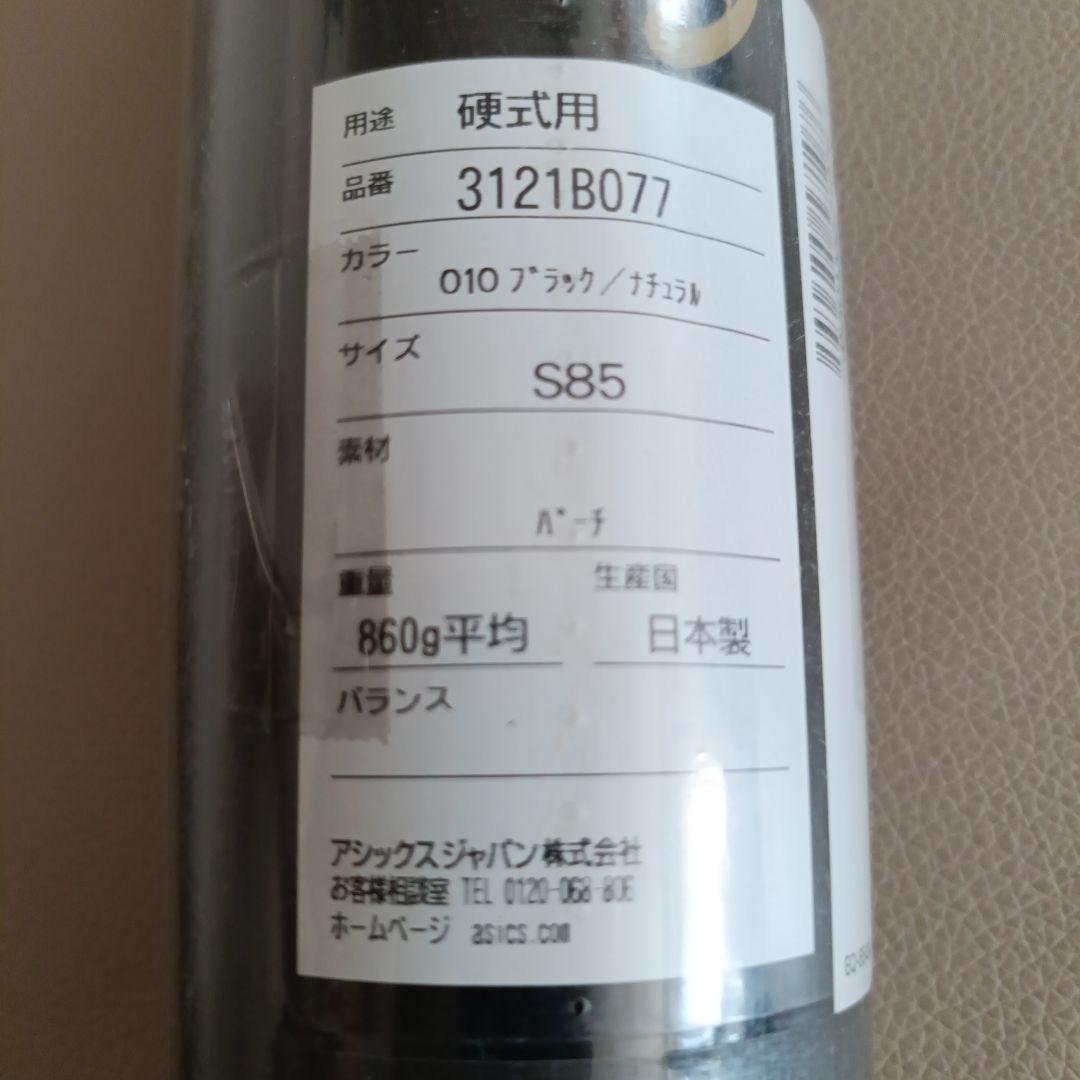 用途 硬式用
品番 3121B077
カラー
010 ブラック／ナチュラル
サイズ
S85
素材
バーチ
重量 生産国
860g平均 日本製
バランス
アシックスジャパン株式会社
お客様相談室 TEL 0120-068-806
ホームページ asics.com